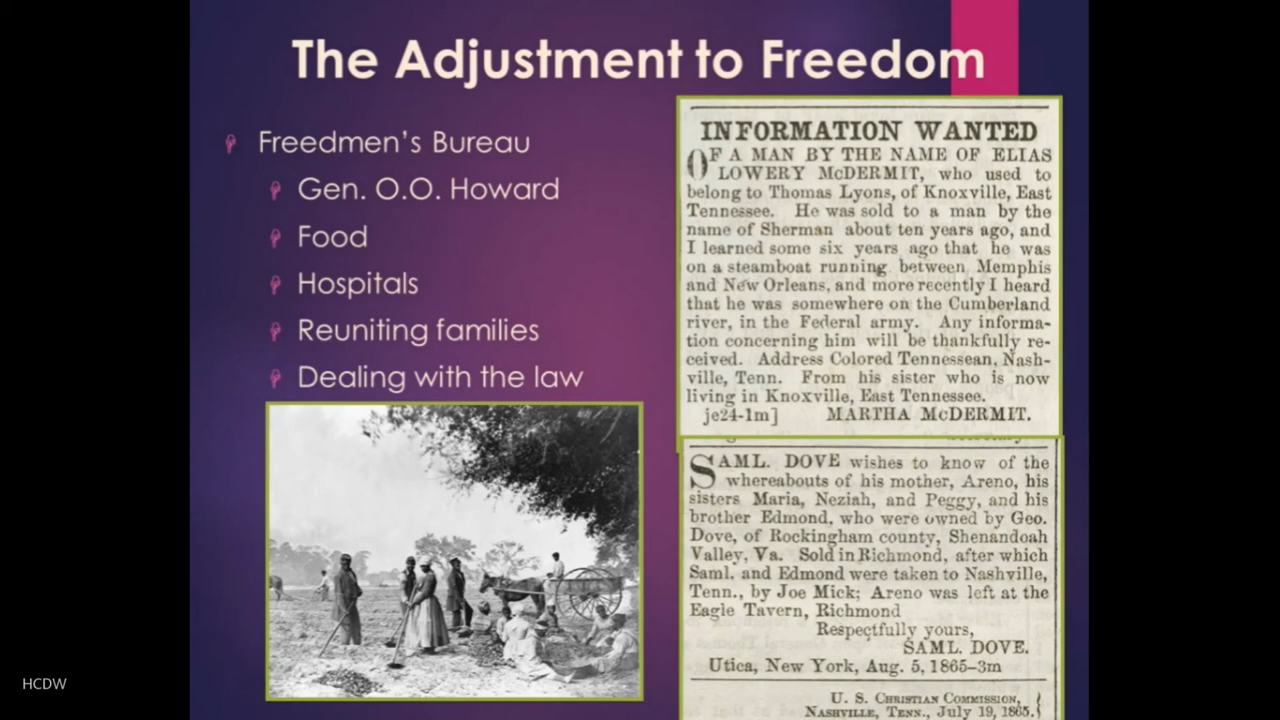 The Adjustment to Freedom
Freedmen's Bureau
Gen. O.O. Howard
Food
Hospitals
Reuniting families
Dealing with the law
INFORMATION WANTED
OF A MAN BY THE NAME OF ELIAS
LOWERY McDERMIT, who used to
belong to Thomas Lyons, of Knoxville, East
Tennessee. He was sold to a man by the
name of Sherman about ten years ago, and
I learned some six years ago that he was
on a steamboat running between Memphis
and New Orleans, and more recently I heard
that he was somewhere on the Cumberland
river, in the Federal army. Any informa-
tion concerning him will be thankfully re-
ceived. Address Colored Tennessean, Nash-
ville, Tenn. From his sister who is now
living in Knoxville, East Tennessee.
je24-1m] MARTHA McDERMIT.
SAML. DOVE wishes to know of the
whereabouts of his mother, Areno, his
sisters Maria, Neziah, and Peggy, and his
brother Edmond, who were owned by Geo.
Dove, of Rockingham county, Shenandoah
Valley, Va. Sold in Richmond, after which
Saml. and Edmond were taken to Nashville,
Tenn., by Joe Mick; Areno was left at the
Eagle Tavern, Richmond
Respectfully yours,
SAML. DOVE.
Utica, New York, Aug. 5, 1865-3m
U. S. CHRISTIAN COMMISSION,
NASHVILLE, TENN., July 19, 1865.
HCDW